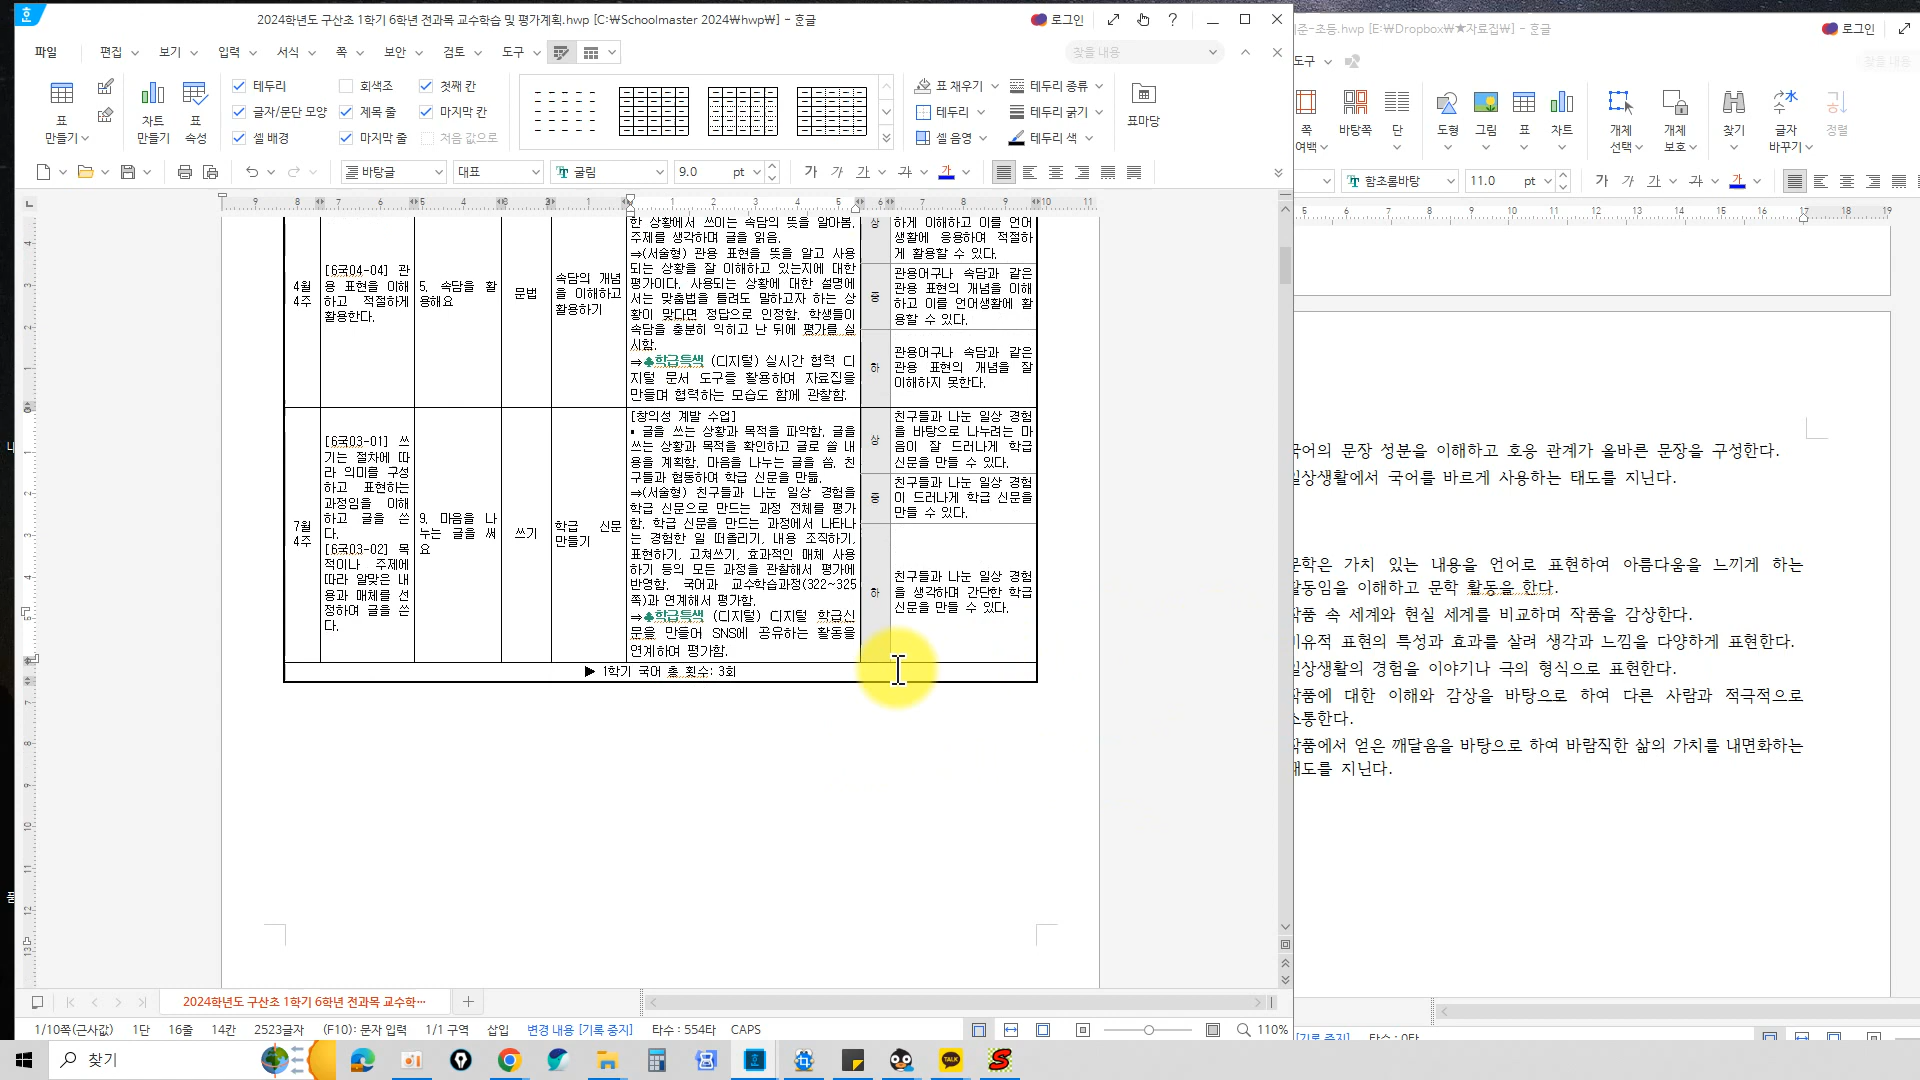 2024학년도 구산초 1학기 6학년 전과목 교수학습 및 평가계획.hwp [C:₩Schoolmaster 2024₩hwp₩] - 훈글
로그인
파일 편집 보기 입력 서식 쪽 보안 검토 도구
찾을 내용
표 만들기
차트 만들기
표 속성
테두리 회색조 첫째 칸
글자/문단 모양 제목 줄 마지막 칸
셀 배경 마지막 줄 처음 값으로
표 채우기 테두리 종류
테두리 테두리 굵기
셀 음영 테두리 색
표마당
바탕글 대표 굴림 9.0 pt
4월 4주
[6국04-04] 관용 표현을 이해하고 적절하게 활용한다.
5. 속담을 활용해요
문법
속담의 개념을 이해하고 활용하기
한 상황에서 쓰이는 속담의 뜻을 알아봄.
주제를 생각하며 글을 읽음.
⇒(서술형) 관용 표현을 뜻을 알고 사용
되는 상황을 잘 이해하고 있는지에 대한
평가이다. 사용되는 상황에 대한 설명에
서는 맞춤법을 틀려도 말하고자 하는 상
황이 맞다면 정답으로 인정함. 학생들이
속담을 충분히 익히고 난 뒤에 평가를 실
시함.
⇒♣학급특색 (디지털) 실시간 협력 디
지털 문서 도구를 활용하여 자료집을
만들며 협력하는 모습도 함께 관찰함.
상
하게 이해하고 이를 언어
생활에 응용하여 적절하
게 활용할 수 있다.
중
관용어구나 속담과 같은
관용 표현의 개념을 이해
하고 이를 언어생활에 활
용할 수 있다.
하
관용어구나 속담과 같은
관용 표현의 개념을 잘
이해하지 못한다.
7월 4주
[6국03-01] 쓰
기는 절차에 따
라 의미를 구성
하고 표현하는
과정임을 이해
하고 글을 쓴
다.
[6국03-02] 목
적이나 주제에
따라 알맞은 내
용과 매체를 선
정하여 글을 쓴
다.
9. 마음을 나누는 글을 써요
쓰기
학급 신문 만들기
[창의성 계발 수업]
▪ 글을 쓰는 상황과 목적을 파악함. 글을
쓰는 상황과 목적을 확인하고 글로 쓸 내
용을 계획함. 마음을 나누는 글을 씀. 친
구들과 협동하여 학급 신문을 만듦.
⇒(서술형) 친구들과 나눈 일상 경험을
학급 신문으로 만드는 과정 전체를 평가
함. 학급 신문을 만드는 과정에서 나타나
는 경험한 일 떠올리기, 내용 조직하기,
표현하기, 고쳐쓰기, 효과적인 매체 사용
하기 등의 모든 과정을 관찰해서 평가에
반영함. 국어과 교수학습과정(322~325
쪽)과 연계해서 평가함.
⇒♣학급특색 (디지털) 디지털 학급신
문을 만들어 SNS에 공유하는 활동을
연계하여 평가함.
상
친구들과 나눈 일상 경험
을 바탕으로 나누려는 마
음이 잘 드러나게 학급
신문을 만들 수 있다.
중
친구들과 나눈 일상 경험
이 드러나게 학급 신문을
만들 수 있다.
하
친구들과 나눈 일상 경험
을 생각하며 간단한 학급
신문을 만들 수 있다.
▶ 1학기 국어 총 횟수: 3회
2024학년도 구산초 1학기 6학년 전과목 교수학…
1/10쪽(근사값) 1단 16줄 14칸 2523글자 (F10): 문자 입력 1/1 구역 삽입 변경 내용 [기록 중지] 타수 : 554타 CAPS
110%
준-초등.hwp [E:₩Dropbox₩★자료집₩] - 훈글
로그인
도구
찾을 내용
쪽 여백
바탕쪽
단
도형
그림
표
차트
개체 선택
개체 보호
찾기
글자 바꾸기
정렬
함초롬바탕 11.0 pt
국어의 문장 성분을 이해하고 호응 관계가 올바른 문장을 구성한다.
일상생활에서 국어를 바르게 사용하는 태도를 지닌다.
문학은 가치 있는 내용을 언어로 표현하여 아름다움을 느끼게 하는
활동임을 이해하고 문학 활동을 한다.
작품 속 세계와 현실 세계를 비교하며 작품을 감상한다.
비유적 표현의 특성과 효과를 살려 생각과 느낌을 다양하게 표현한다.
일상생활의 경험을 이야기나 극의 형식으로 표현한다.
작품에 대한 이해와 감상을 바탕으로 하여 다른 사람과 적극적으로
소통한다.
작품에서 얻은 깨달음을 바탕으로 하여 바람직한 삶의 가치를 내면화하는
태도를 지닌다.
[기록 중지] 타수 : 0타
찾기
TALK